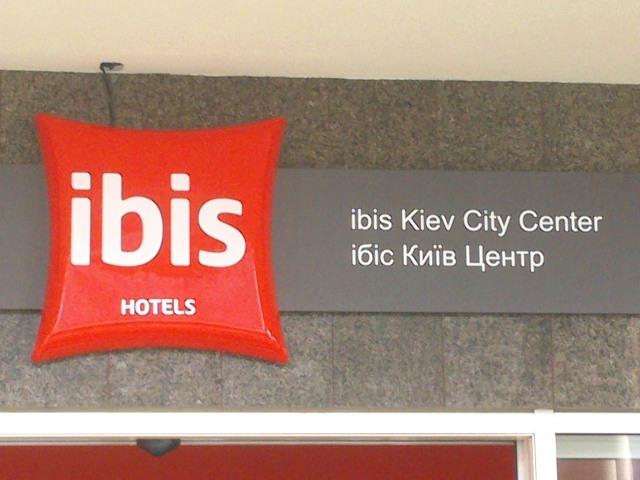 ibis
HOTELS
ibis Kiev City Center
ібіс Київ Центр